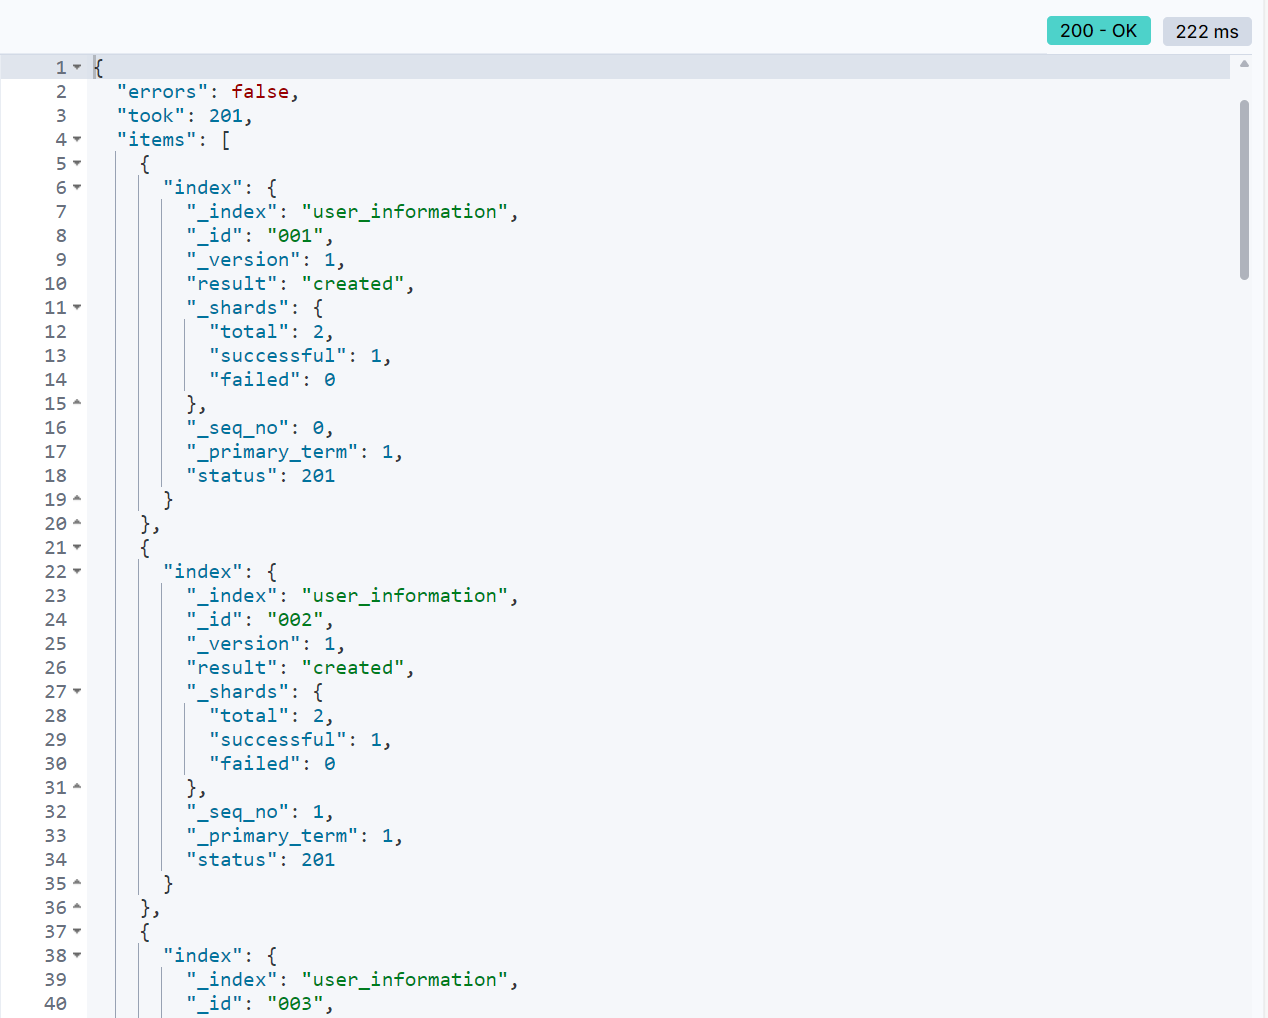 200 - OK 222 ms
1 {
2 "errors": false,
3 "took": 201,
4 "items": [
5 {
6 "index": {
7 "_index": "user_information",
8 "_id": "001",
9 "_version": 1,
10 "result": "created",
11 "_shards": {
12 "total": 2,
13 "successful": 1,
14 "failed": 0
15 },
16 "_seq_no": 0,
17 "_primary_term": 1,
18 "status": 201
19 }
20 },
21 {
22 "index": {
23 "_index": "user_information",
24 "_id": "002",
25 "_version": 1,
26 "result": "created",
27 "_shards": {
28 "total": 2,
29 "successful": 1,
30 "failed": 0
31 },
32 "_seq_no": 1,
33 "_primary_term": 1,
34 "status": 201
35 }
36 },
37 {
38 "index": {
39 "_index": "user_information",
40 "_id": "003",